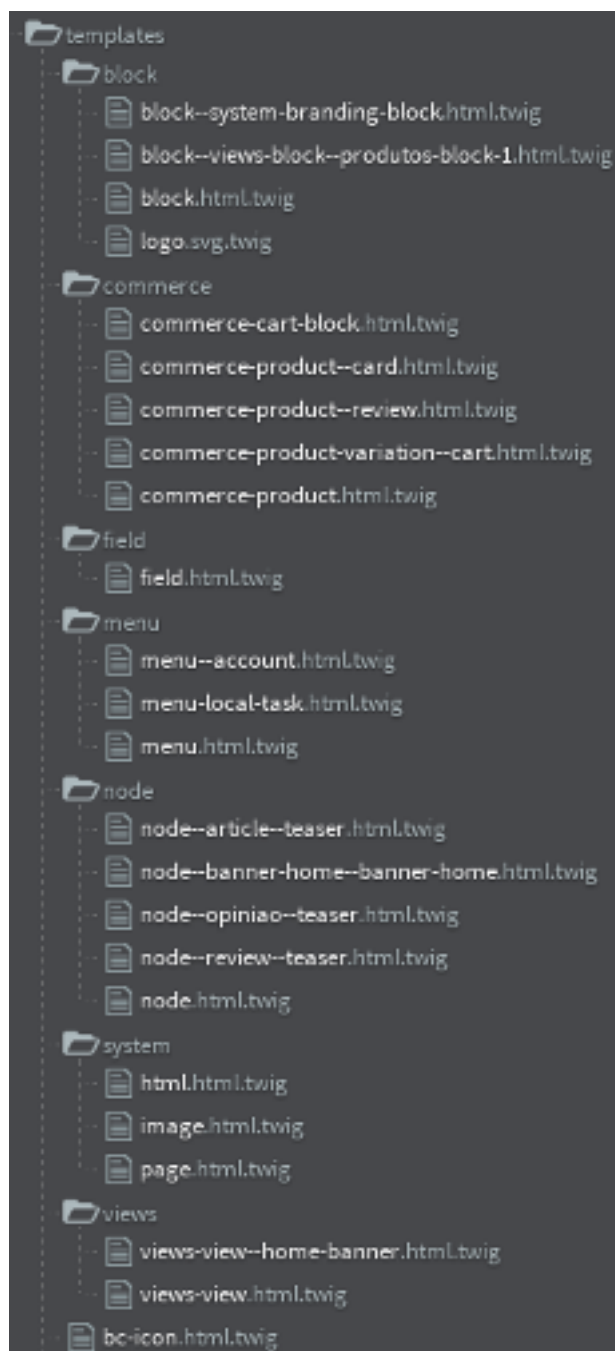 templates
block
block--system-branding-block.html.twig
block--views-block--produtos-block-1.html.twig
block.html.twig
logo.svg.twig
commerce
commerce-cart-block.html.twig
commerce-product--card.html.twig
commerce-product--review.html.twig
commerce-product-variation--cart.html.twig
commerce-product.html.twig
field
field.html.twig
menu
menu--account.html.twig
menu-local-task.html.twig
menu.html.twig
node
node--article--teaser.html.twig
node--banner-home--banner-home.html.twig
node--opiniao--teaser.html.twig
node--review--teaser.html.twig
node.html.twig
system
html.html.twig
image.html.twig
page.html.twig
views
views-view--home-banner.html.twig
views-view.html.twig
bc-icon.html.twig